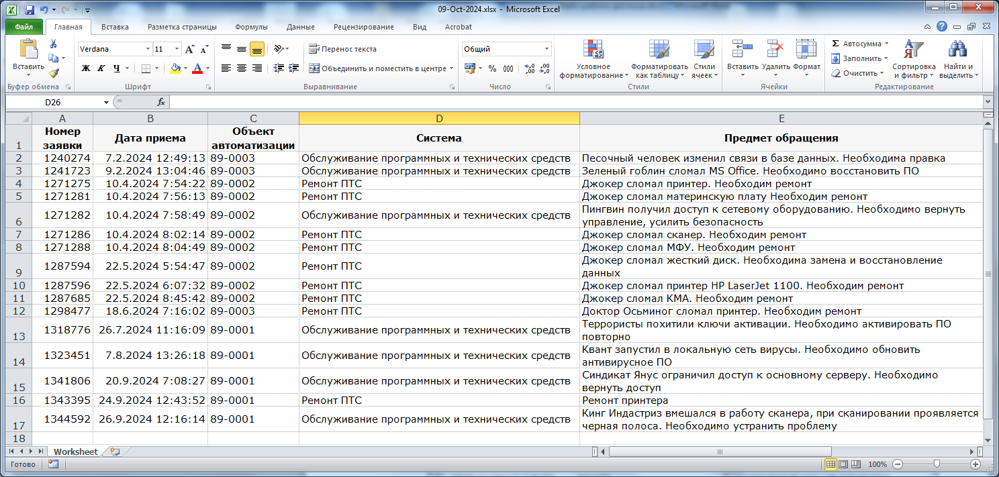 09-Oct-2024.xlsx - Microsoft Excel
Файл Главная Вставка Разметка страницы Формулы Данные Рецензирование Вид Acrobat
Вставить
Буфер обмена
Verdana 11
Ж К Ч
Шрифт
Перенос текста
Объединить и поместить в центре
Выравнивание
Общий
% 000 ,00 ,00
Число
Условное форматирование
Форматировать как таблицу
Стили ячеек
Стили
Вставить Удалить Формат
Ячейки
Σ Автосумма
Заполнить
Очистить
Сортировка и фильтр
Найти и выделить
Редактирование
D26 fx
A B C D E
1 Номер заявки Дата приема Объект автоматизации Система Предмет обращения
2 1240274 7.2.2024 12:49:13 89-0003 Обслуживание программных и технических средств Песочный человек изменил связи в базе данных. Необходима правка
3 1241723 9.2.2024 13:04:46 89-0003 Обслуживание программных и технических средств Зеленый гоблин сломал MS Office. Необходимо восстановить ПО
4 1271275 10.4.2024 7:54:22 89-0002 Ремонт ПТС Джокер сломал принтер. Необходим ремонт
5 1271281 10.4.2024 7:56:13 89-0002 Ремонт ПТС Джокер сломал материнскую плату Необходим ремонт
6 1271282 10.4.2024 7:58:49 89-0002 Обслуживание программных и технических средств Пингвин получил доступ к сетевому оборудованию. Необходимо вернуть
управление, усилить безопасность
7 1271286 10.4.2024 8:02:14 89-0002 Ремонт ПТС Джокер сломал сканер. Необходим ремонт
8 1271288 10.4.2024 8:04:49 89-0002 Ремонт ПТС Джокер сломал МФУ. Необходим ремонт
9 1287594 22.5.2024 5:54:47 89-0002 Ремонт ПТС Джокер сломал жесткий диск. Необходима замена и восстановление
данных
10 1287596 22.5.2024 6:07:32 89-0002 Ремонт ПТС Джокер сломал принтер HP LaserJet 1100. Необходим ремонт
11 1287685 22.5.2024 8:45:42 89-0002 Ремонт ПТС Джокер сломал КМА. Необходим ремонт
12 1298477 18.6.2024 7:16:02 89-0003 Ремонт ПТС Доктор Осьминог сломал принтер. Необходим ремонт
13 1318776 26.7.2024 11:16:09 89-0001 Обслуживание программных и технических средств Террористы похитили ключи активации. Необходимо активировать ПО
повторно
14 1323451 7.8.2024 13:26:18 89-0001 Обслуживание программных и технических средств Квант запустил в локальную сеть вирусы. Необходимо обновить
антивирусное ПО
15 1341806 20.9.2024 7:08:27 89-0001 Обслуживание программных и технических средств Синдикат Янус ограничил доступ к основному серверу. Необходимо
вернуть доступ
16 1343395 24.9.2024 12:43:52 89-0001 Ремонт ПТС Ремонт принтера
17 1344592 26.9.2024 12:16:14 89-0001 Обслуживание программных и технических средств Кинг Индастриз вмешался в работу сканера, при сканировании проявляется
черная полоса. Необходимо устранить проблему
18
Worksheet
Готово 100%